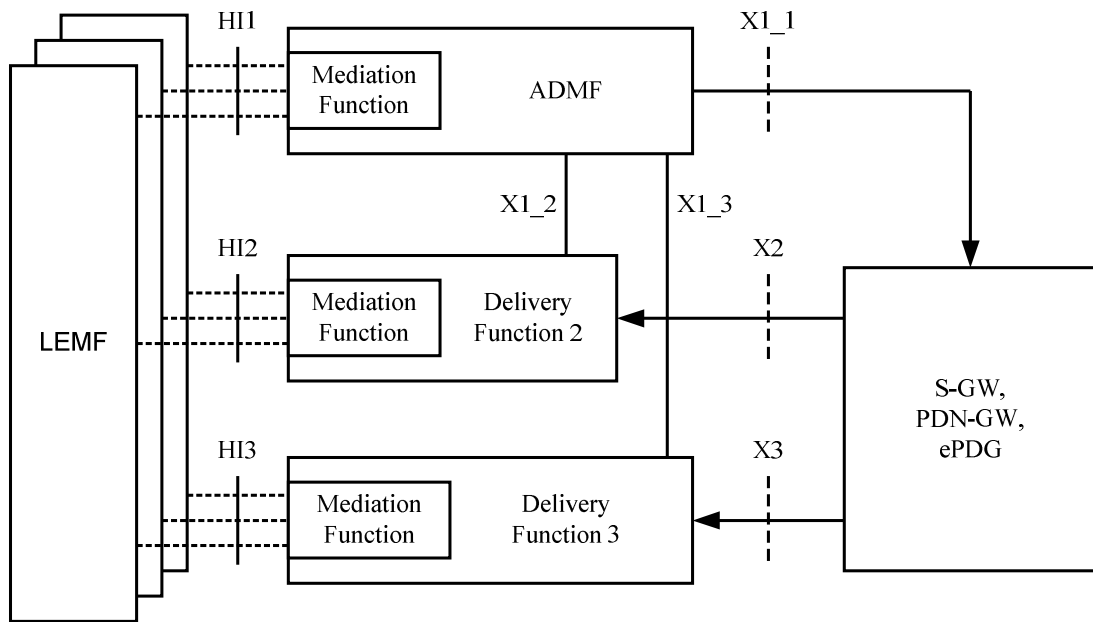 HI1
X1_1
Mediation
Function
ADMF
X1_2
X1_3
HI2
X2
Mediation
Function
Delivery
Function 2
LEMF
S-GW,
PDN-GW,
ePDG
HI3
X3
Mediation
Function
Delivery
Function 3